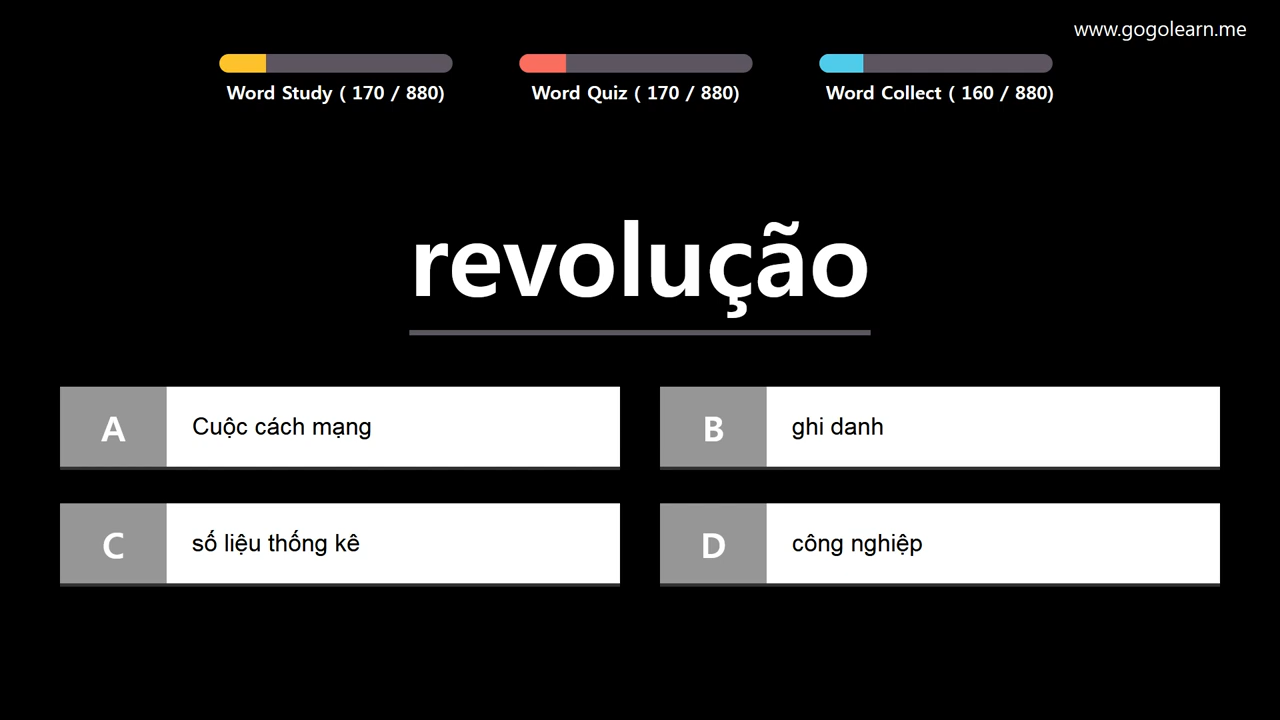 www.gogolearn.me
Word Study ( 170 / 880)
Word Quiz ( 170 / 880)
Word Collect ( 160 / 880)
revolução
A
Cuộc cách mạng
B
ghi danh
C
số liệu thống kê
D
công nghiệp